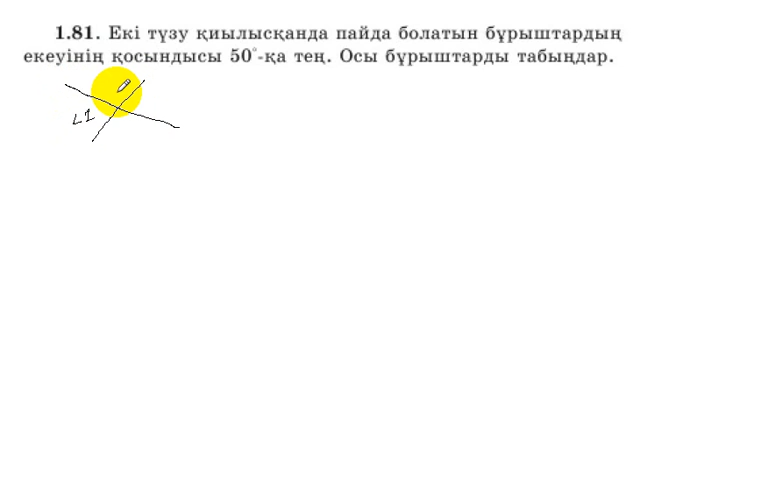 1.81. Екі түзу қиылысқанда пайда болатын бұрыштардың
екеуінің қосындысы 50°-қа тең. Осы бұрыштарды табыңдар.
∠1